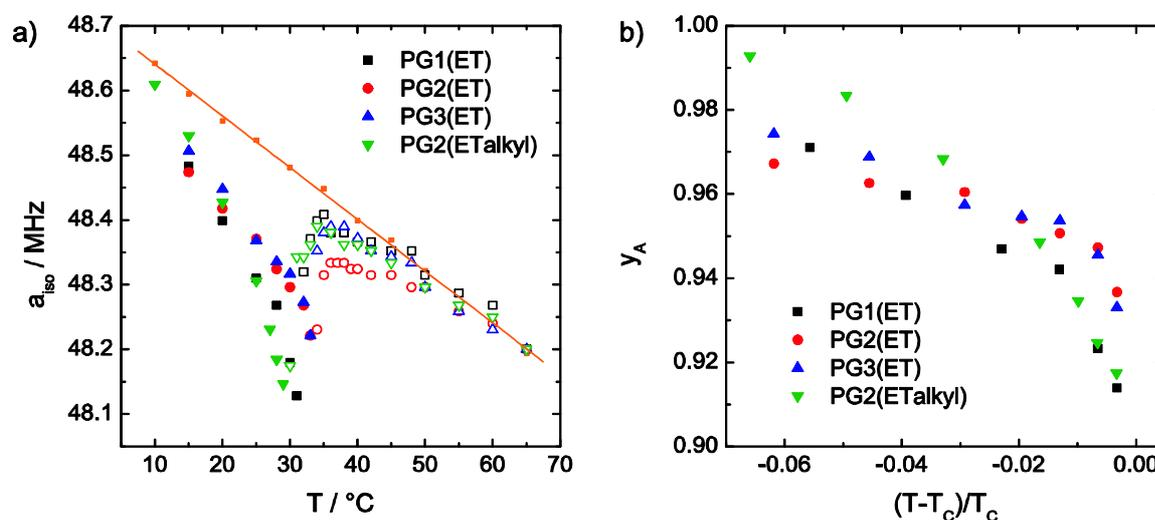 a)
48.7
48.6
48.5
48.4
48.3
48.2
48.1
a_iso / MHz
10 20 30 40 50 60 70
T / °C
PG1(ET)
PG2(ET)
PG3(ET)
PG2(ETalkyl)
b)
1.00
0.98
0.96
0.94
0.92
0.90
y_A
-0.06 -0.04 -0.02 0.00
(T-T_C)/T_C
PG1(ET)
PG2(ET)
PG3(ET)
PG2(ETalkyl)